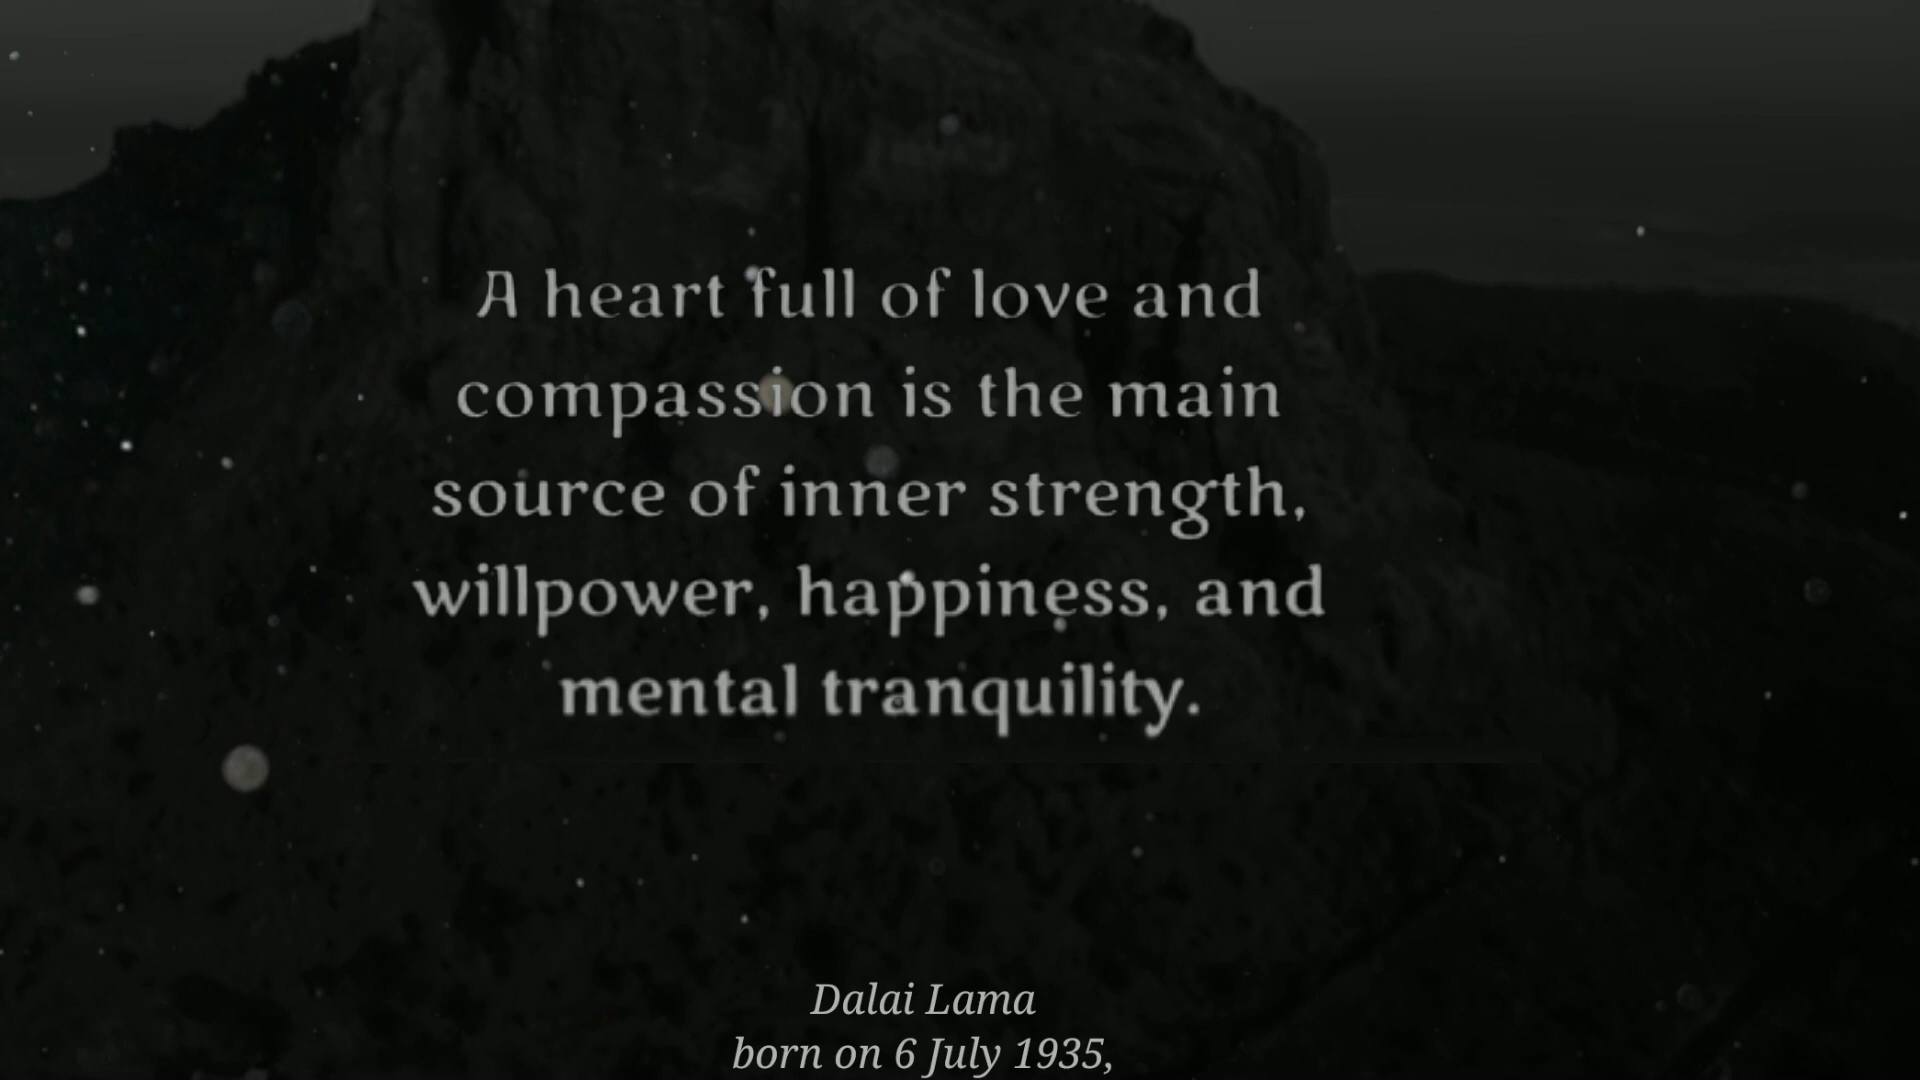 A heart full of love and
compassion is the main
source of inner strength,
willpower, happiness, and
mental tranquility.
Dalai Lama
born on 6 July 1935,